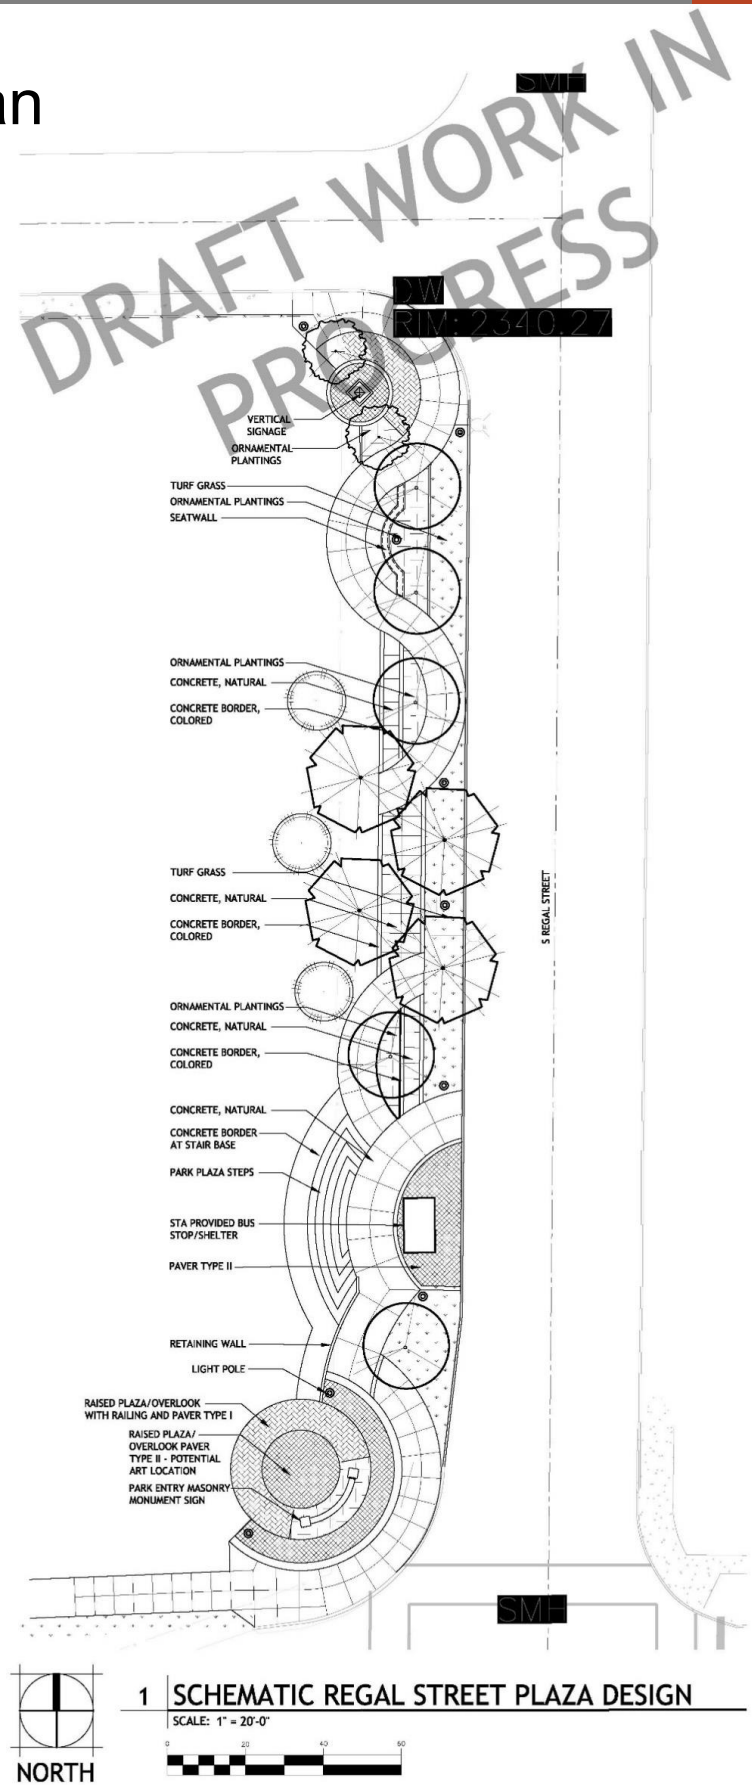 an
DRAFT WORK IN
PROGRESS
SMH
DW
RIM: 2340.27
VERTICAL
SIGNAGE
ORNAMENTAL
PLANTINGS
TURF GRASS
ORNAMENTAL PLANTINGS
SEATWALL
ORNAMENTAL PLANTINGS
CONCRETE, NATURAL
CONCRETE BORDER,
COLORED
TURF GRASS
CONCRETE, NATURAL
CONCRETE BORDER,
COLORED
S REGAL STREET
ORNAMENTAL PLANTINGS
CONCRETE, NATURAL
CONCRETE BORDER,
COLORED
CONCRETE, NATURAL
CONCRETE BORDER
AT STAIR BASE
PARK PLAZA STEPS
STA PROVIDED BUS
STOP/SHELTER
PAVER TYPE II
RETAINING WALL
LIGHT POLE
RAISED PLAZA/OVERLOOK
WITH RAILING AND PAVER TYPE I
RAISED PLAZA/
OVERLOOK PAVER
TYPE II - POTENTIAL
ART LOCATION
PARK ENTRY MASONRY
MONUMENT SIGN
SMH
1 SCHEMATIC REGAL STREET PLAZA DESIGN
SCALE: 1" = 20'-0"
0 20 40 60
NORTH